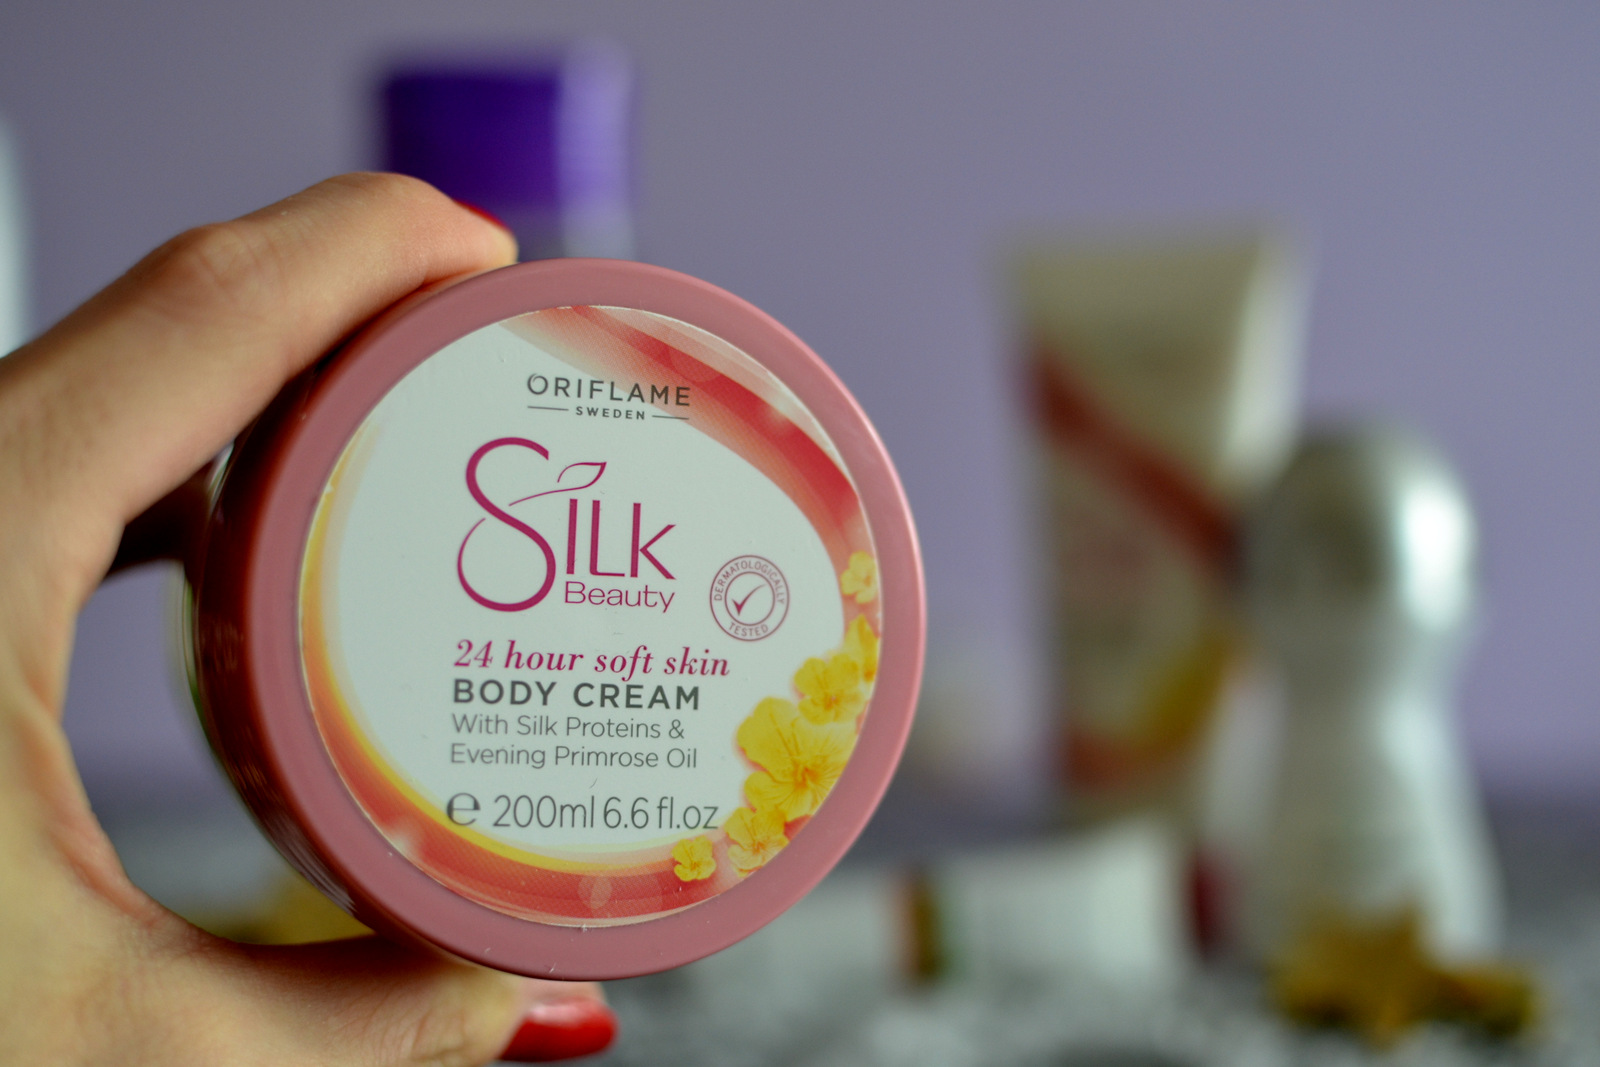 ORIFLAME
SWEDEN
SILK
Beauty
DERMATOLOGICALLY
TESTED
24 hour soft skin
BODY CREAM
With Silk Proteins &
Evening Primrose Oil
℮ 200ml 6.6 fl.oz